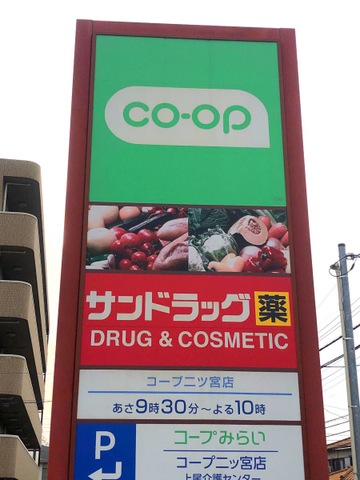 co-op
サンドラッグ 薬
DRUG & COSMETIC
コープ二ツ宮店
あさ9時30分～よる10時
P
コープみらい
コープ二ッ宮店
上尾介護センター